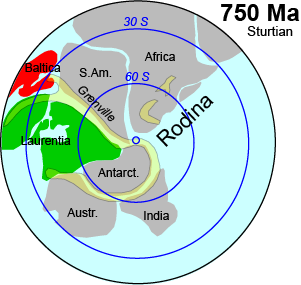 750 Ma
Sturtian
30 S
Africa
Baltica
S.Am.
60 S
Grenville
Rodina
Laurentia
Antarct.
Austr.
India